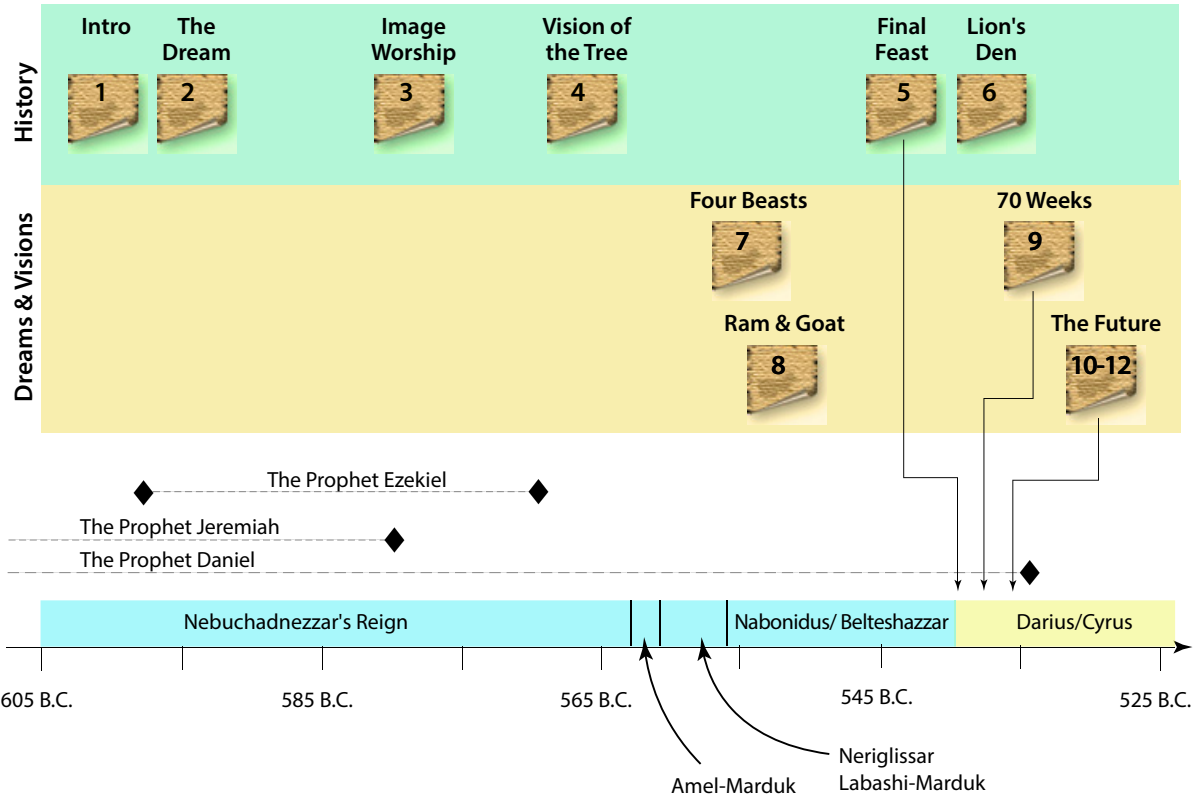 History
Intro
The
Dream
Image
Worship
Vision of
the Tree
Final
Feast
Lion's
Den
1
2
3
4
5
6
Dreams & Visions
Four Beasts
70 Weeks
7
9
Ram & Goat
The Future
8
10-12
The Prophet Ezekiel
The Prophet Jeremiah
The Prophet Daniel
Nebuchadnezzar's Reign
Nabonidus/ Belteshazzar
Darius/Cyrus
605 B.C.
585 B.C.
565 B.C.
545 B.C.
525 B.C.
Amel-Marduk
Neriglissar
Labashi-Marduk